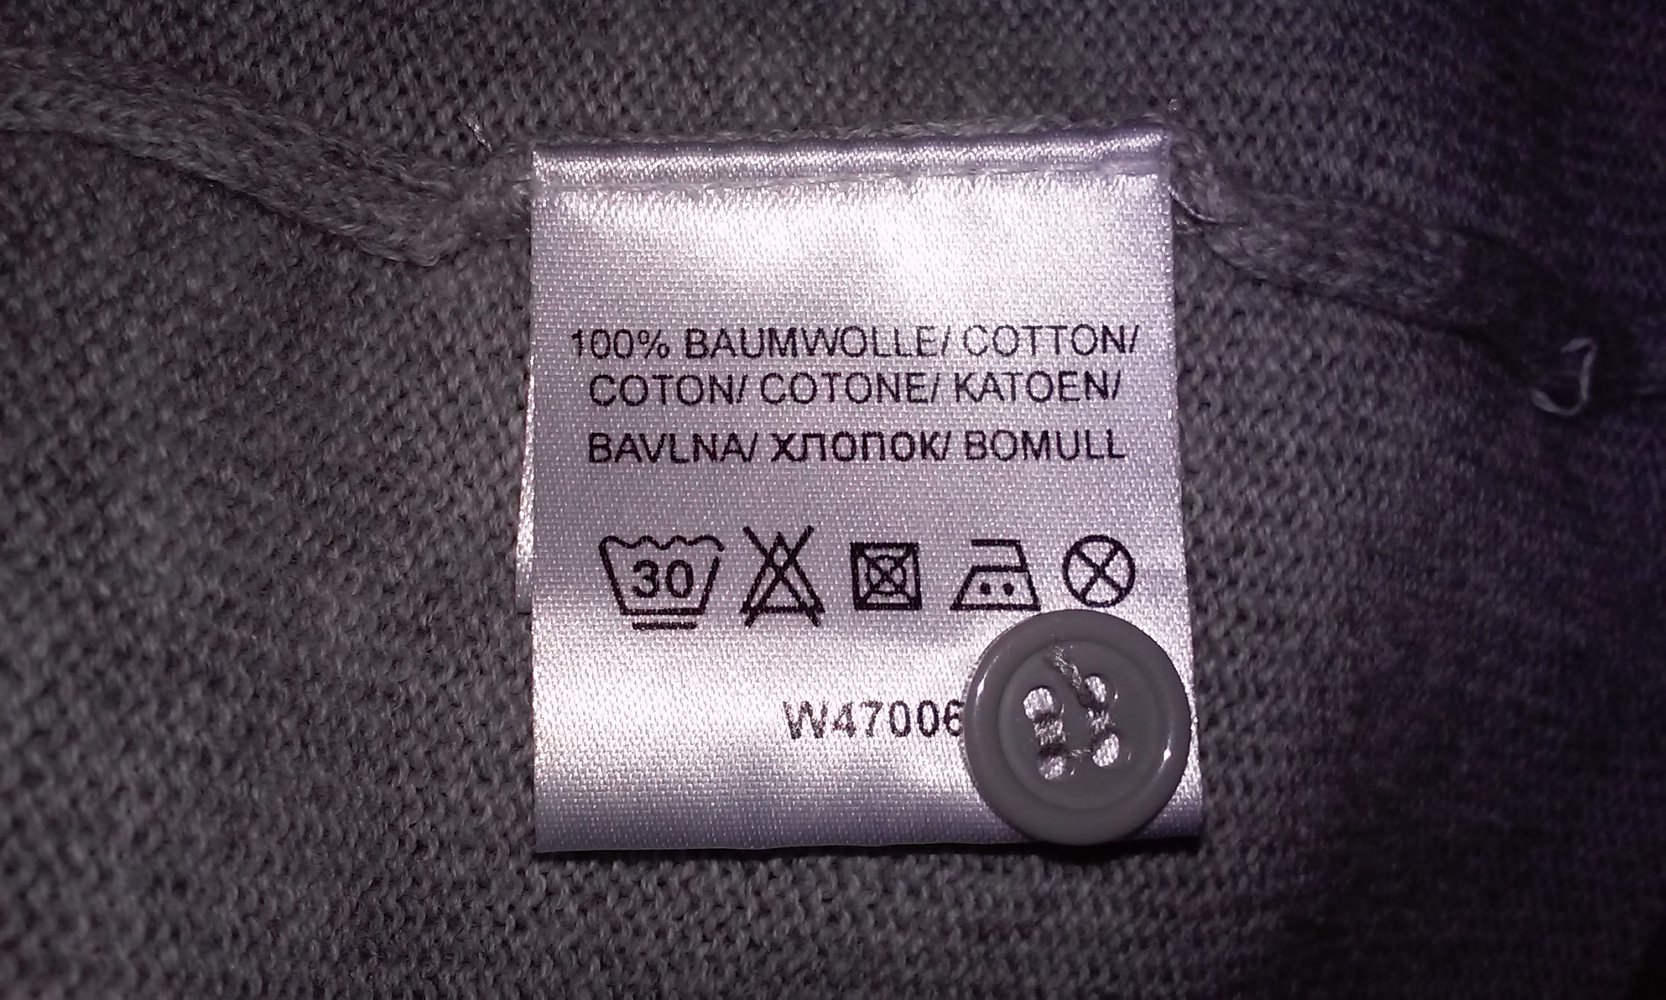 100% BAUMWOLLE/ COTTON/
COTON/ COTONE/ KATOEN/
BAVLNA/ ХЛОПОК/ BOMULL
30
W47006